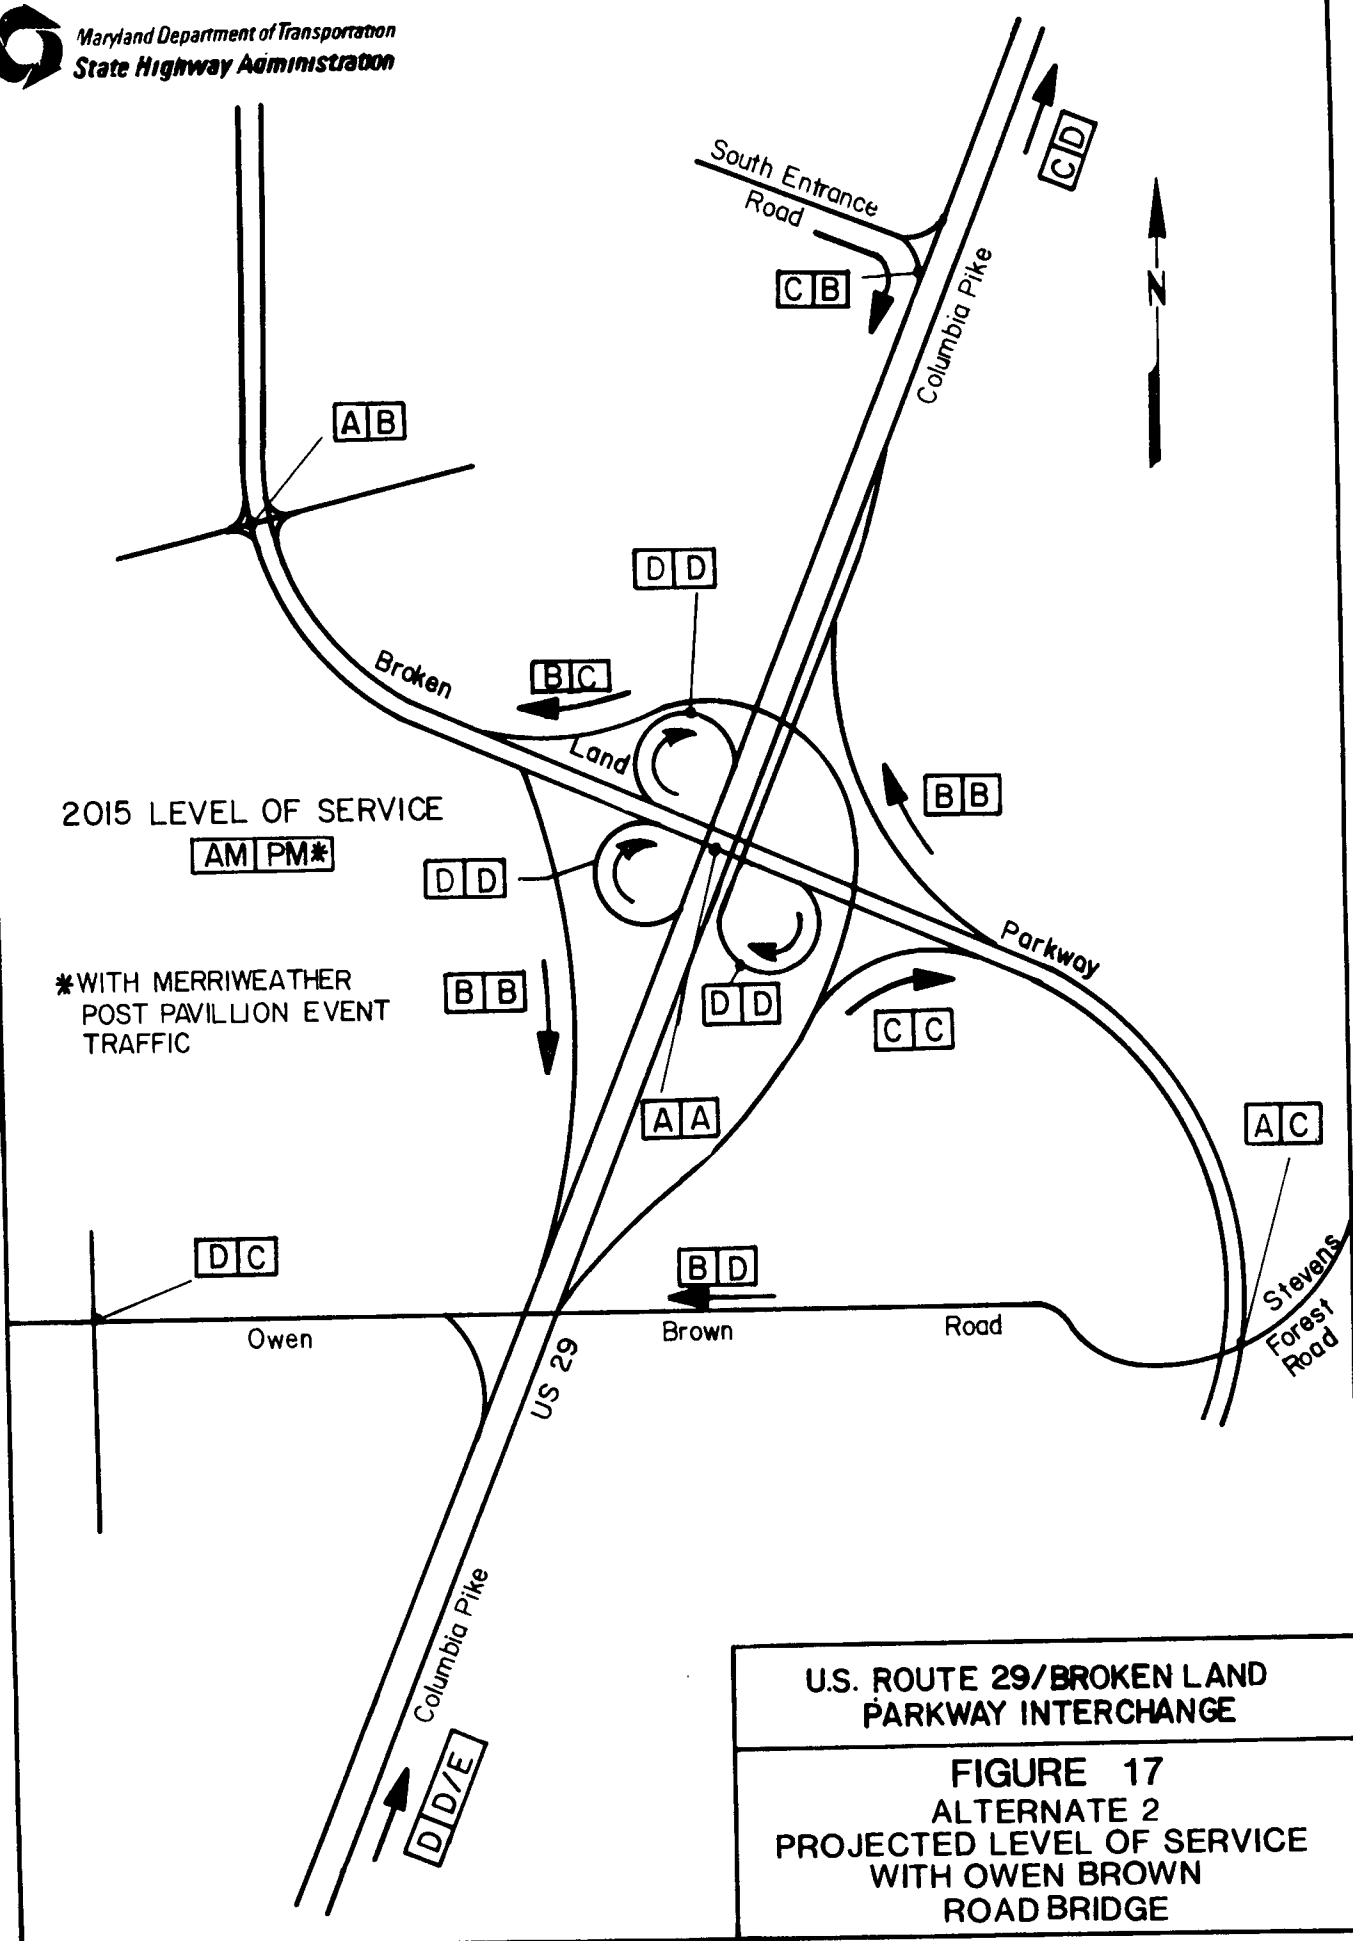 Maryland Department of Transportation
State Highway Administration
C D
South Entrance
Road
C B
Columbia Pike
N
A B
D D
Broken
B C
Land
B B
2015 LEVEL OF SERVICE
AM PM*
D D
Parkway
*WITH MERRIWEATHER
POST PAVILLION EVENT
TRAFFIC
B B
D D
C C
A A
A C
D C
B D
Stevens
Forest
Road
Owen
Brown
Road
US 29
Columbia Pike
D D/E
U.S. ROUTE 29/BROKEN LAND
PARKWAY INTERCHANGE
FIGURE 17
ALTERNATE 2
PROJECTED LEVEL OF SERVICE
WITH OWEN BROWN
ROAD BRIDGE